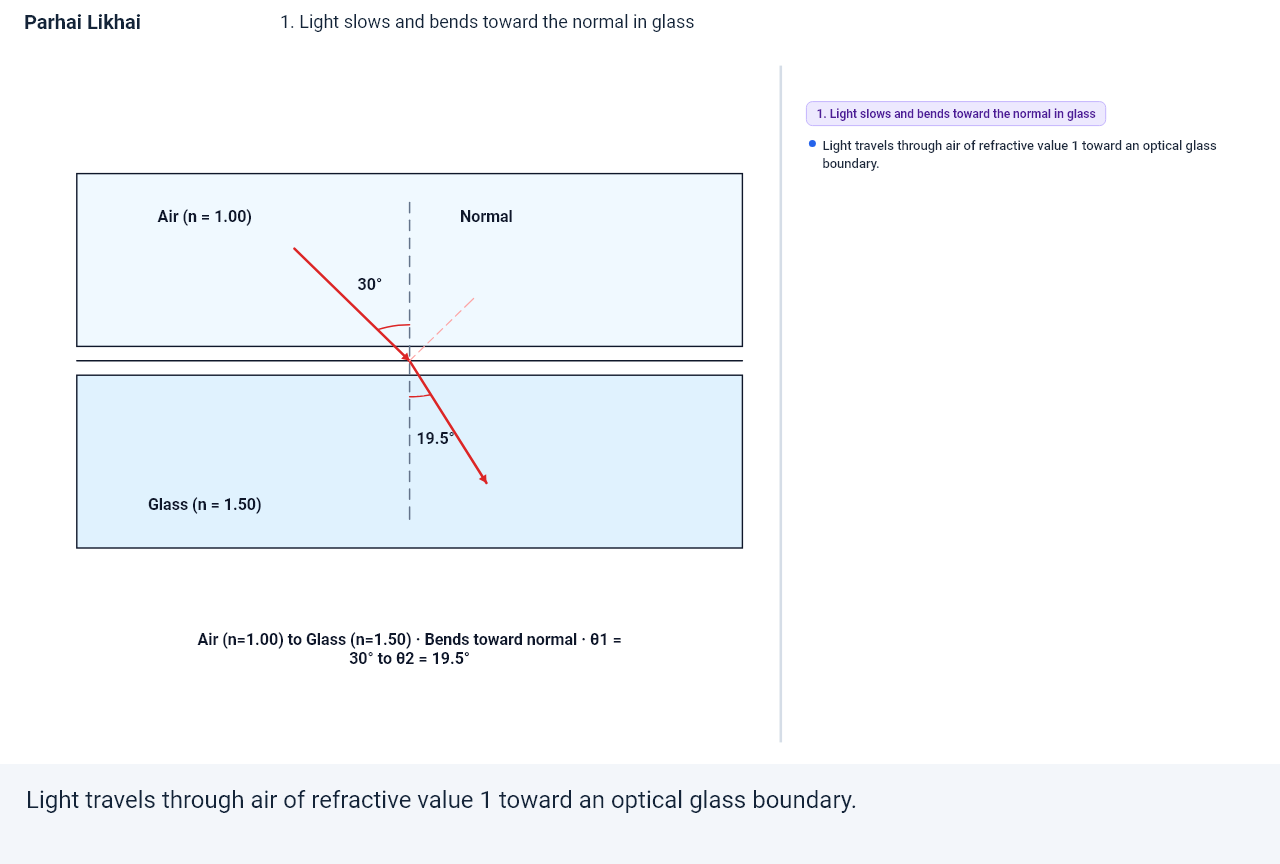 Parhai Likhai
1. Light slows and bends toward the normal in glass
Air (n = 1.00)
Normal
30°
19.5°
Glass (n = 1.50)
Air (n=1.00) to Glass (n=1.50) · Bends toward normal · θ1 =
30° to θ2 = 19.5°
1. Light slows and bends toward the normal in glass
Light travels through air of refractive value 1 toward an optical glass
boundary.
Light travels through air of refractive value 1 toward an optical glass boundary.